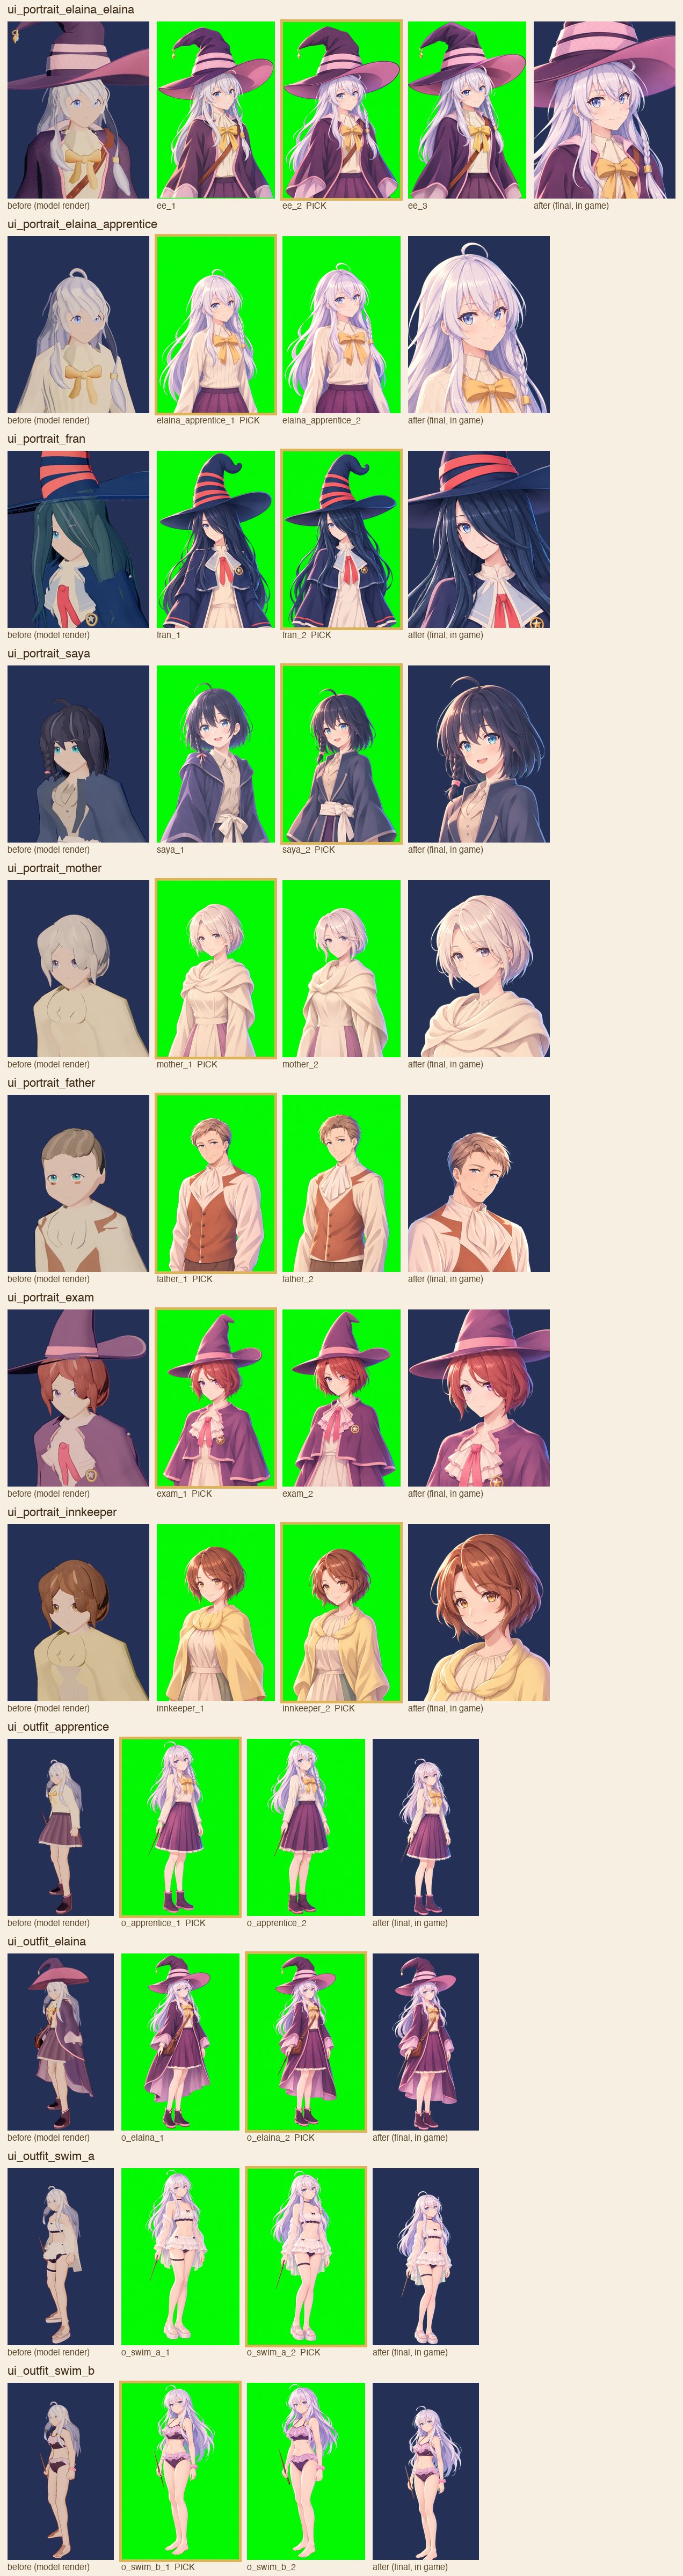 ui_portrait_elaina_elaina
before (model render) ee_1 ee_2 PICK ee_3 after (final, in game)
ui_portrait_elaina_apprentice
before (model render) elaina_apprentice_1 PICK elaina_apprentice_2 after (final, in game)
ui_portrait_fran
before (model render) fran_1 fran_2 PICK after (final, in game)
ui_portrait_saya
before (model render) saya_1 saya_2 PICK after (final, in game)
ui_portrait_mother
before (model render) mother_1 PICK mother_2 after (final, in game)
ui_portrait_father
before (model render) father_1 PICK father_2 after (final, in game)
ui_portrait_exam
before (model render) exam_1 PICK exam_2 after (final, in game)
ui_portrait_innkeeper
before (model render) innkeeper_1 innkeeper_2 PICK after (final, in game)
ui_outfit_apprentice
before (model render) o_apprentice_1 PICK o_apprentice_2 after (final, in game)
ui_outfit_elaina
before (model render) o_elaina_1 o_elaina_2 PICK after (final, in game)
ui_outfit_swim_a
before (model render) o_swim_a_1 o_swim_a_2 PICK after (final, in game)
ui_outfit_swim_b
before (model render) o_swim_b_1 PICK o_swim_b_2 after (final, in game)